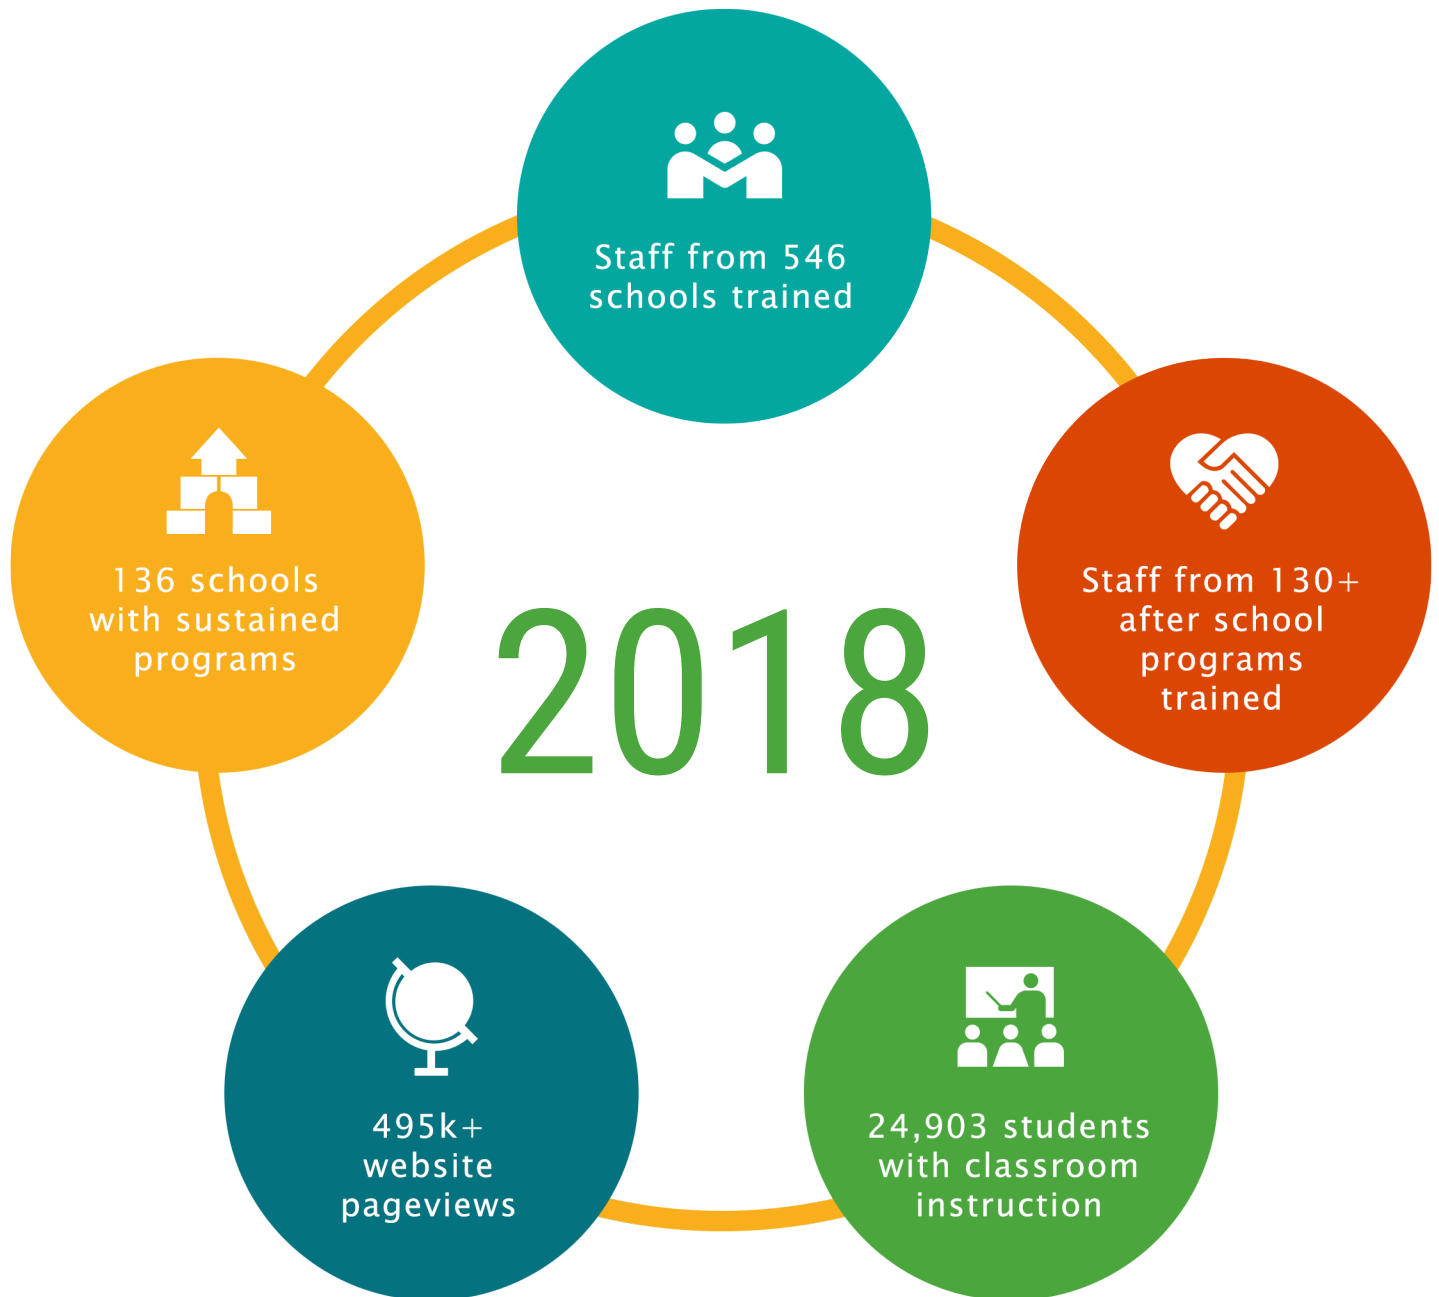 Staff from 546
schools trained
136 schools
with sustained
programs
Staff from 130+
after school
programs
trained
2018
495k+
website
pageviews
24,903 students
with classroom
instruction